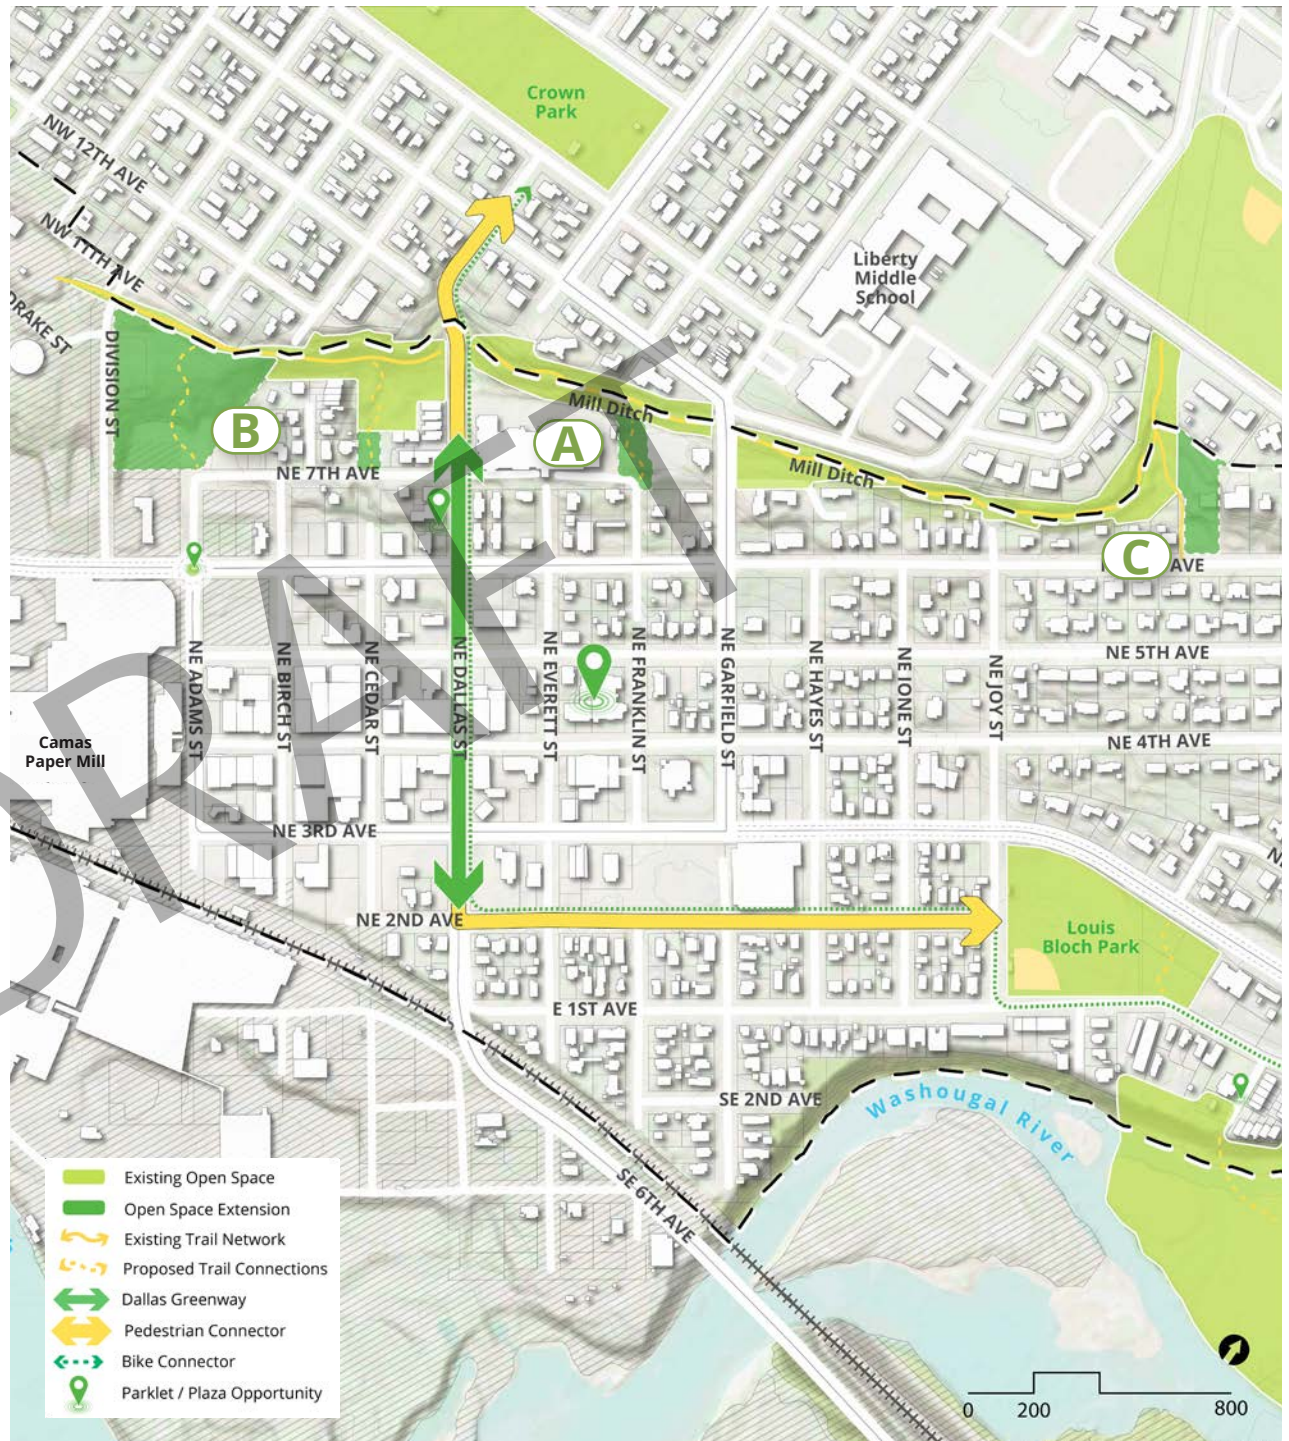 Crown
Park
NW 12TH AVE
NW 11TH AVE
Liberty
Middle
School
DRAKE ST
DIVISION ST
Mill Ditch
B
A
Mill Ditch
NE 7TH AVE
C
AVE
NE ADAMS ST
NE BIRCH ST
NE CEDAR ST
NE DALLAS ST
NE EVERETT ST
NE FRANKLIN ST
NE GARFIELD ST
NE HAYES ST
NE IONE ST
NE JOY ST
NE 5TH AVE
NE 4TH AVE
Camas
Paper Mill
DRAFT
NE 3RD AVE
NE 2ND AVE
Louis
Bloch Park
E 1ST AVE
SE 2ND AVE
Washougal River
SE 6TH AVE
Existing Open Space
Open Space Extension
Existing Trail Network
Proposed Trail Connections
Dallas Greenway
Pedestrian Connector
Bike Connector
Parklet / Plaza Opportunity
0 200 800